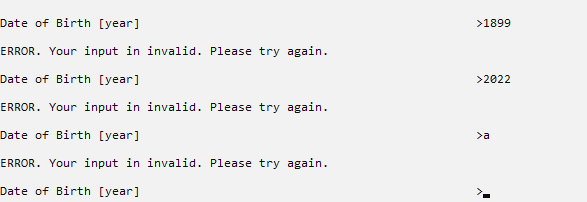 Date of Birth [year] >1899
ERROR. Your input in invalid. Please try again.
Date of Birth [year] >2022
ERROR. Your input in invalid. Please try again.
Date of Birth [year] >a
ERROR. Your input in invalid. Please try again.
Date of Birth [year] >